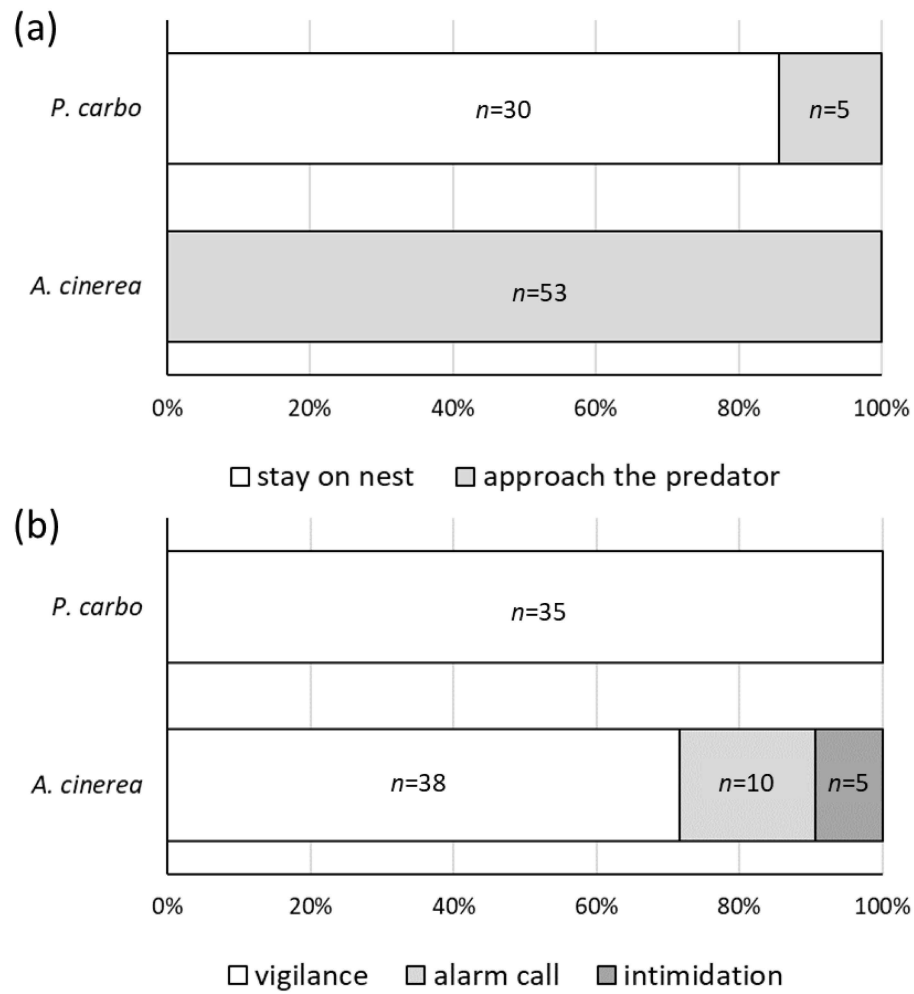 (a)
P. carbo
n=30
n=5
A. cinerea
n=53
0% 20% 40% 60% 80% 100%
stay on nest approach the predator
(b)
P. carbo
n=35
A. cinerea
n=38
n=10
n=5
0% 20% 40% 60% 80% 100%
vigilance alarm call intimidation